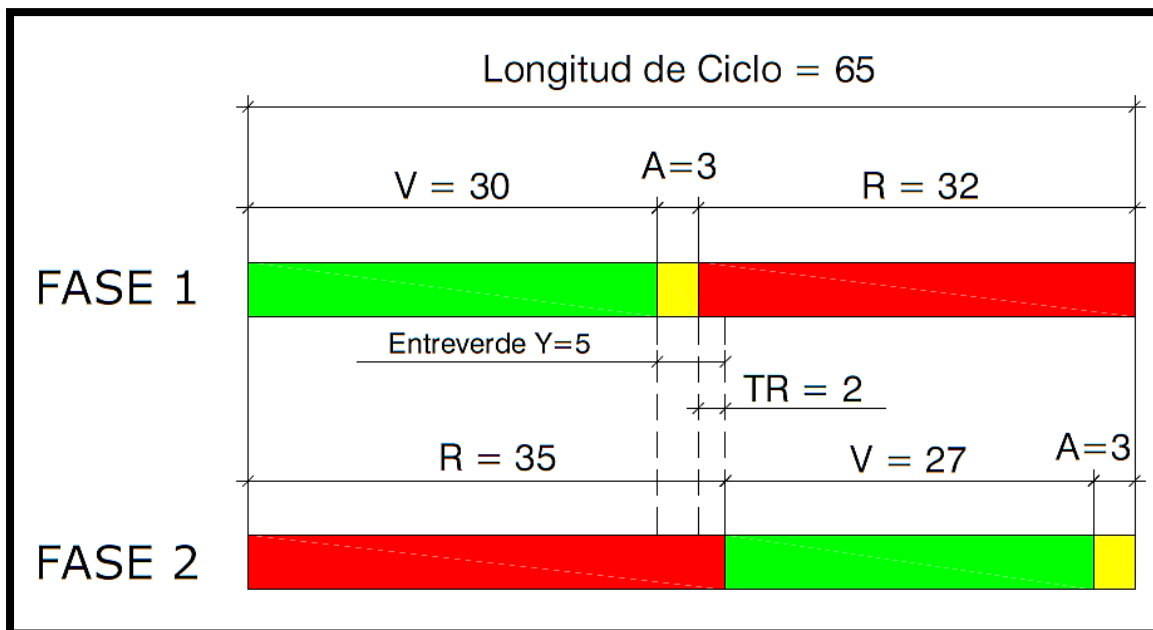 Longitud de Ciclo = 65
V = 30
A=3
R = 32
FASE 1
Entreverde Y=5
TR = 2
R = 35
V = 27
A=3
FASE 2